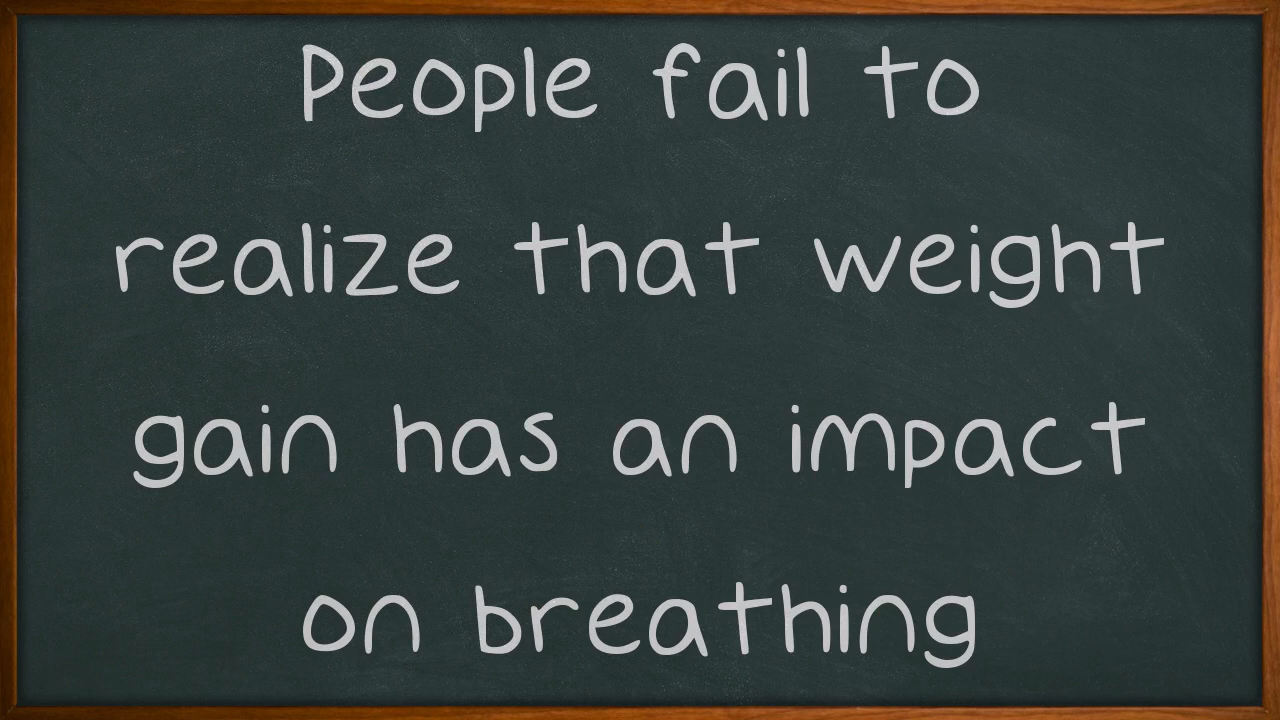 People fail to
realize that weight
gain has an impact
on breathing